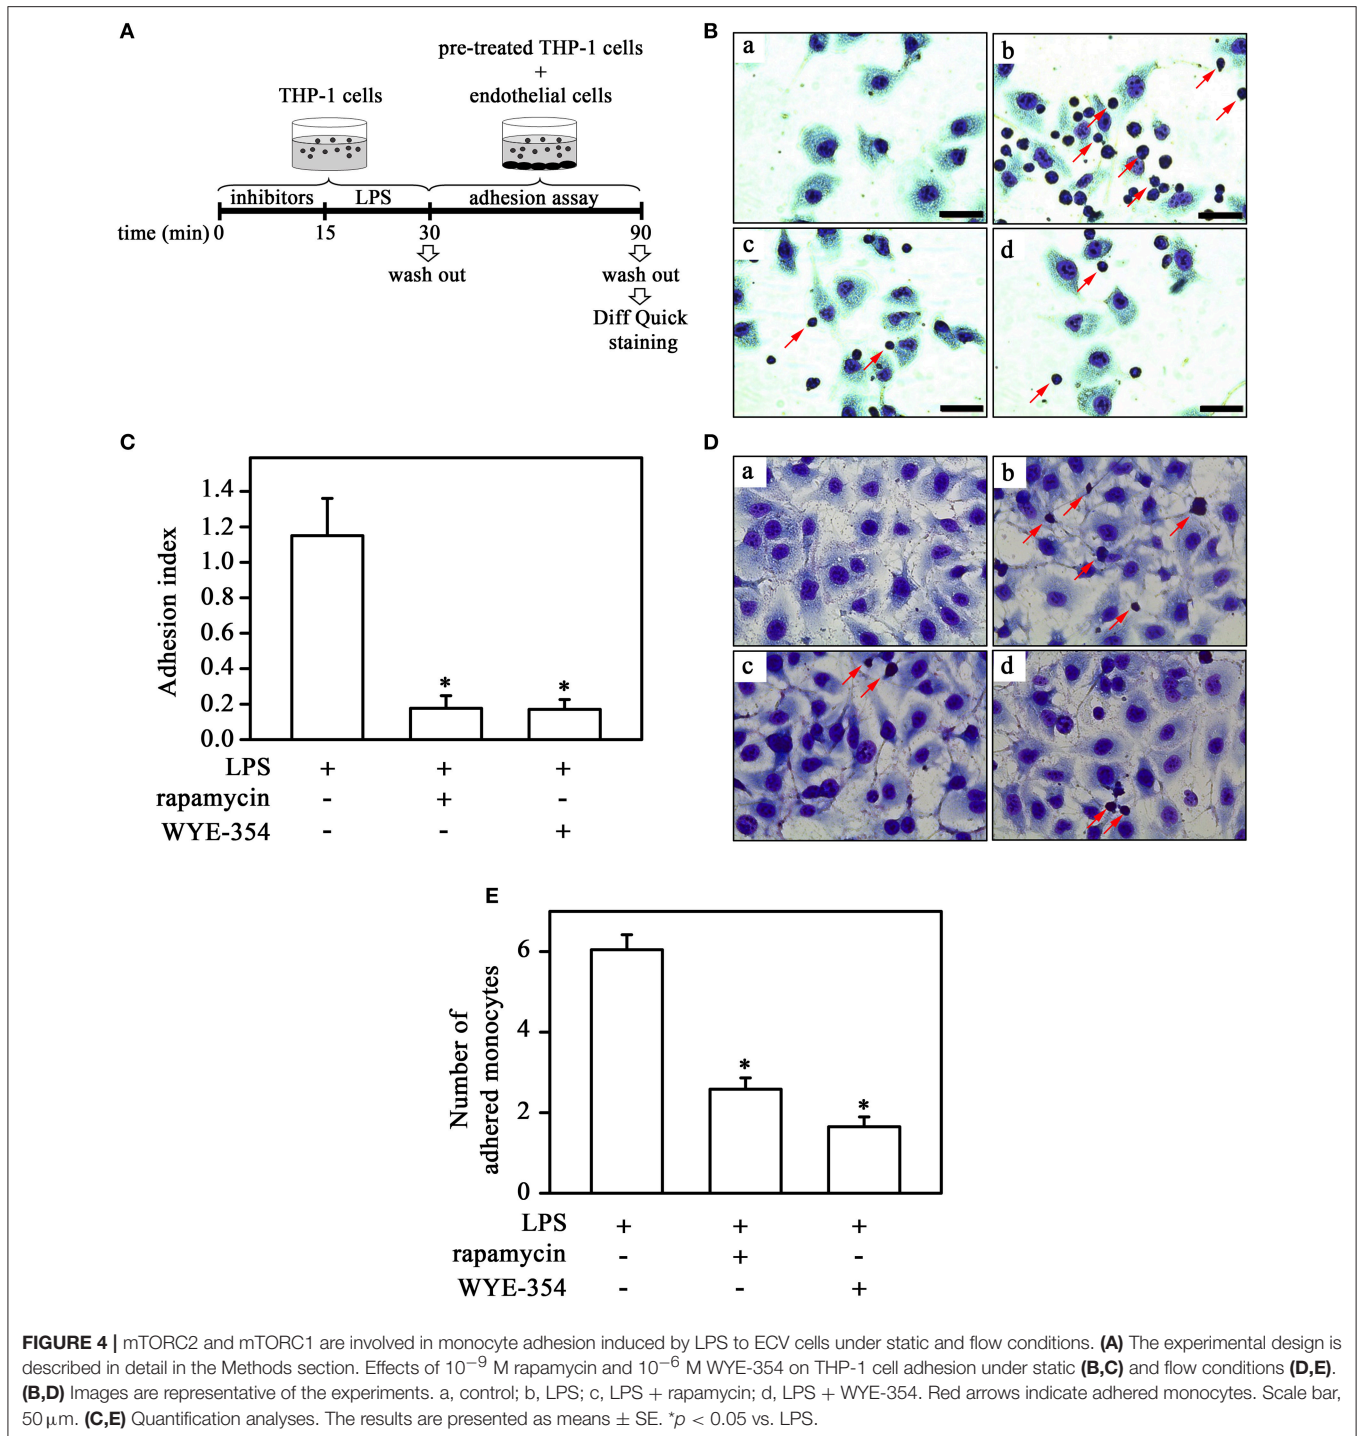 A
pre-treated THP-1 cells
+
THP-1 cells
endothelial cells
inhibitors
LPS
adhesion assay
time (min)
0
15
30
90
wash out
wash out
Diff Quick
staining
B
a
b
c
d
C
Adhesion index
1.4
1.2
1.0
0.8
0.6
0.4
0.2
0.0
*
*
LPS + + +
rapamycin - + -
WYE-354 - - +
D
a
b
c
d
E
Number of
adhered monocytes
6
4
2
0
*
*
LPS + + +
rapamycin - + -
WYE-354 - - +
FIGURE 4 | mTORC2 and mTORC1 are involved in monocyte adhesion induced by LPS to ECV cells under static and flow conditions. (A) The experimental design is
described in detail in the Methods section. Effects of 10⁻⁹ M rapamycin and 10⁻⁶ M WYE-354 on THP-1 cell adhesion under static (B,C) and flow conditions (D,E).
(B,D) Images are representative of the experiments. a, control; b, LPS; c, LPS + rapamycin; d, LPS + WYE-354. Red arrows indicate adhered monocytes. Scale bar,
50 μm. (C,E) Quantification analyses. The results are presented as means ± SE. *p < 0.05 vs. LPS.